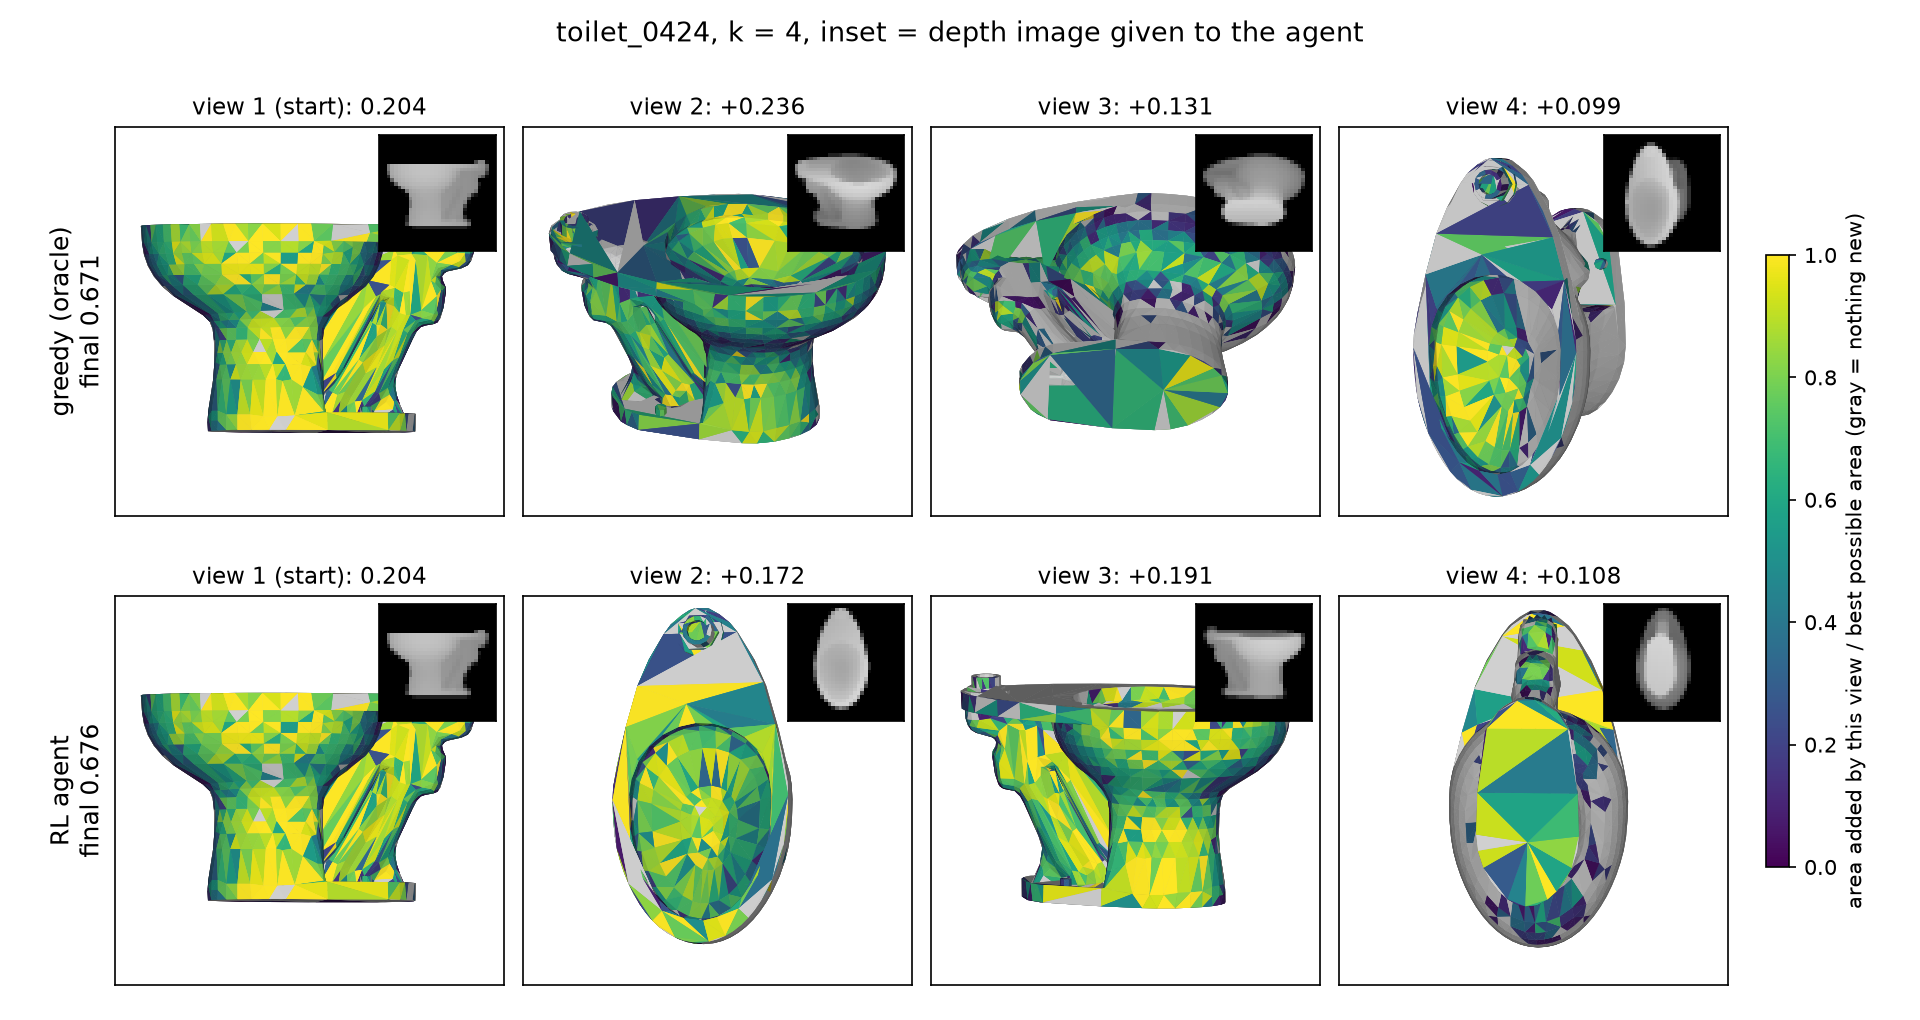 toilet_0424, k = 4, inset = depth image given to the agent
greedy (oracle)
final 0.671
view 1 (start): 0.204
view 2: +0.236
view 3: +0.131
view 4: +0.099
RL agent
final 0.676
view 1 (start): 0.204
view 2: +0.172
view 3: +0.191
view 4: +0.108
1.0
0.8
0.6
0.4
0.2
0.0
area added by this view / best possible area (gray = nothing new)